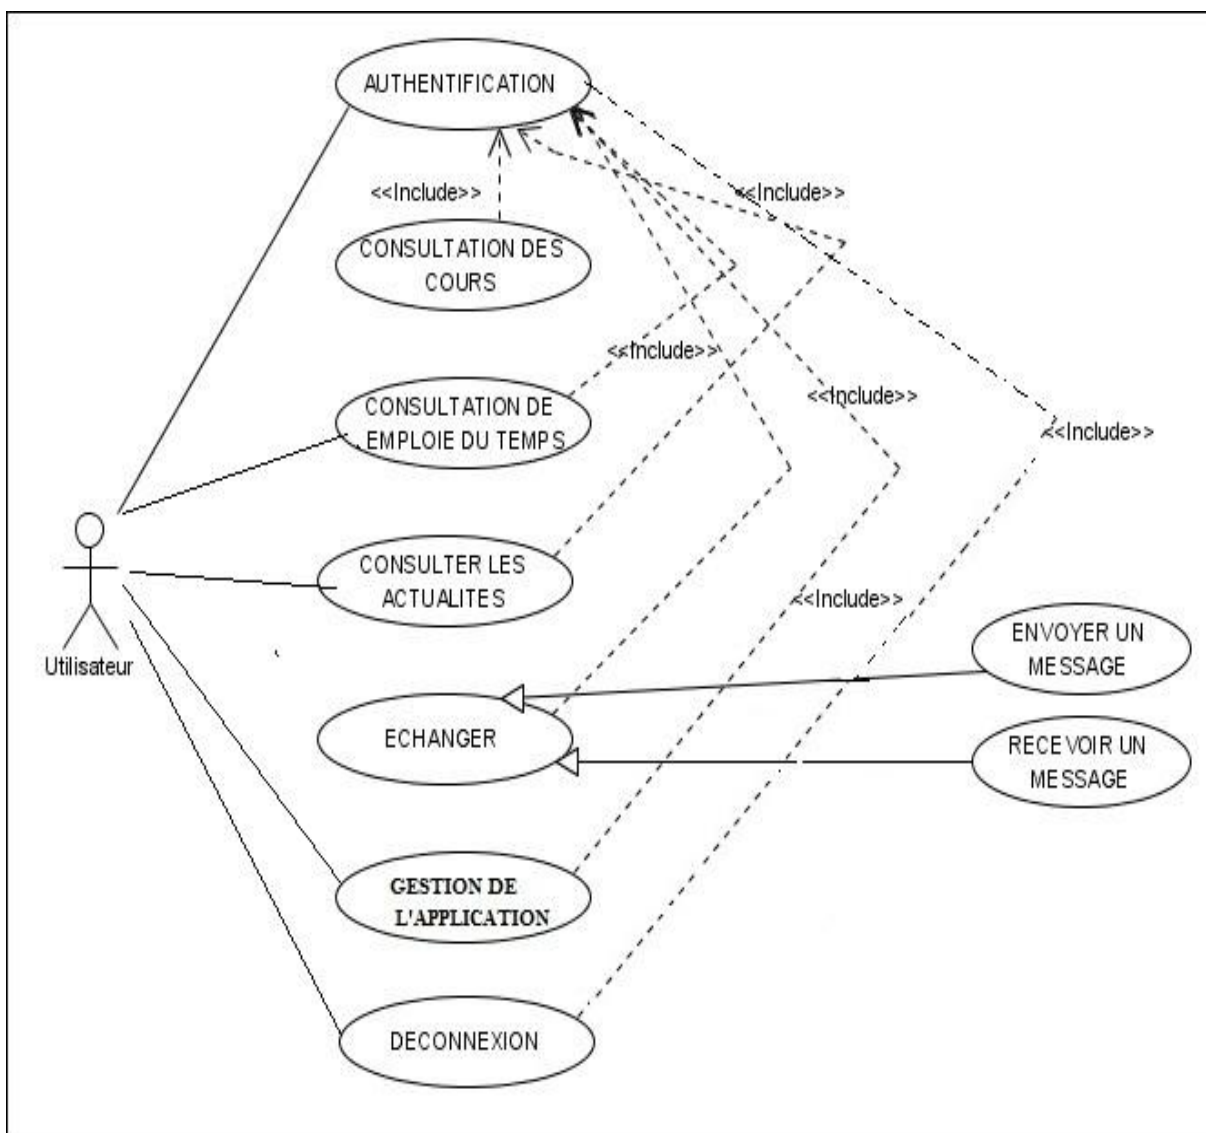 AUTHENTIFICATION
<<Include>>
<<Include>>
CONSULTATION DES
COURS
<<Include>>
CONSULTATION DE
EMPLOIE DU TEMPS
<<Include>>
<<Include>>
Utilisateur
CONSULTER LES
ACTUALITES
<<Include>>
ENVOYER UN
MESSAGE
ECHANGER
RECEVOIR UN
MESSAGE
GESTION DE
L'APPLICATION
DECONNEXION